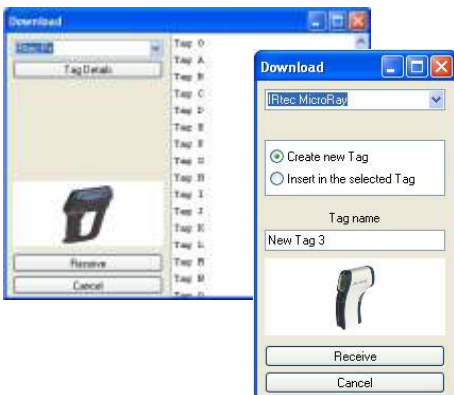 Download
Tag Details
Receive
Cancel
Tag 0
Tag A
Tag B
Tag C
Tag D
Tag E
Tag F
Tag G
Tag H
Tag I
Tag J
Tag K
Tag L
Tag M
Tag N
Download
IRtec MicroRay
Create new Tag
Insert in the selected Tag
Tag name
New Tag 3
Receive
Cancel